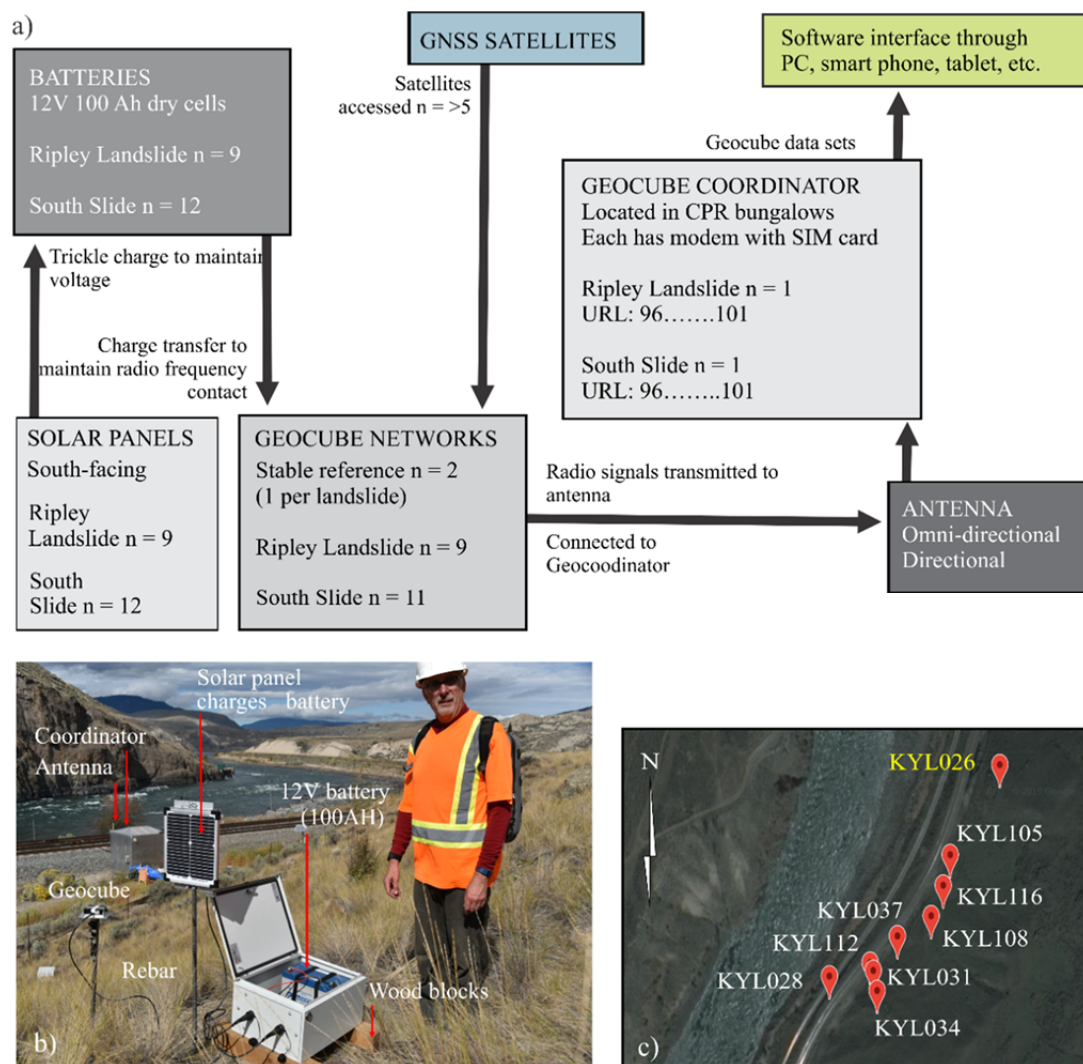 a)
BATTERIES
12V 100 Ah dry cells
Ripley Landslide n = 9
South Slide n = 12
GNSS SATELLITES
Satellites
accessed n = >5
Software interface through
PC, smart phone, tablet, etc.
Geocube data sets
GEOCUBE COORDINATOR
Located in CPR bungalows
Each has modem with SIM card
Ripley Landslide n = 1
URL: 96…….101
South Slide n = 1
URL: 96……..101
Trickle charge to maintain
voltage
Charge transfer to
maintain radio frequency
contact
SOLAR PANELS
South-facing
Ripley
Landslide n = 9
South
Slide n = 12
GEOCUBE NETWORKS
Stable reference n = 2
(1 per landslide)
Ripley Landslide n = 9
South Slide n = 11
Radio signals transmitted to
antenna
Connected to
Geocoodinator
ANTENNA
Omni-directional
Directional
Solar panel
charges battery
Coordinator
Antenna
12V battery
(100AH)
Geocube
Rebar
Wood blocks
b)
N
KYL026
KYL105
KYL116
KYL037
KYL108
KYL112
KYL031
KYL028
KYL034
c)